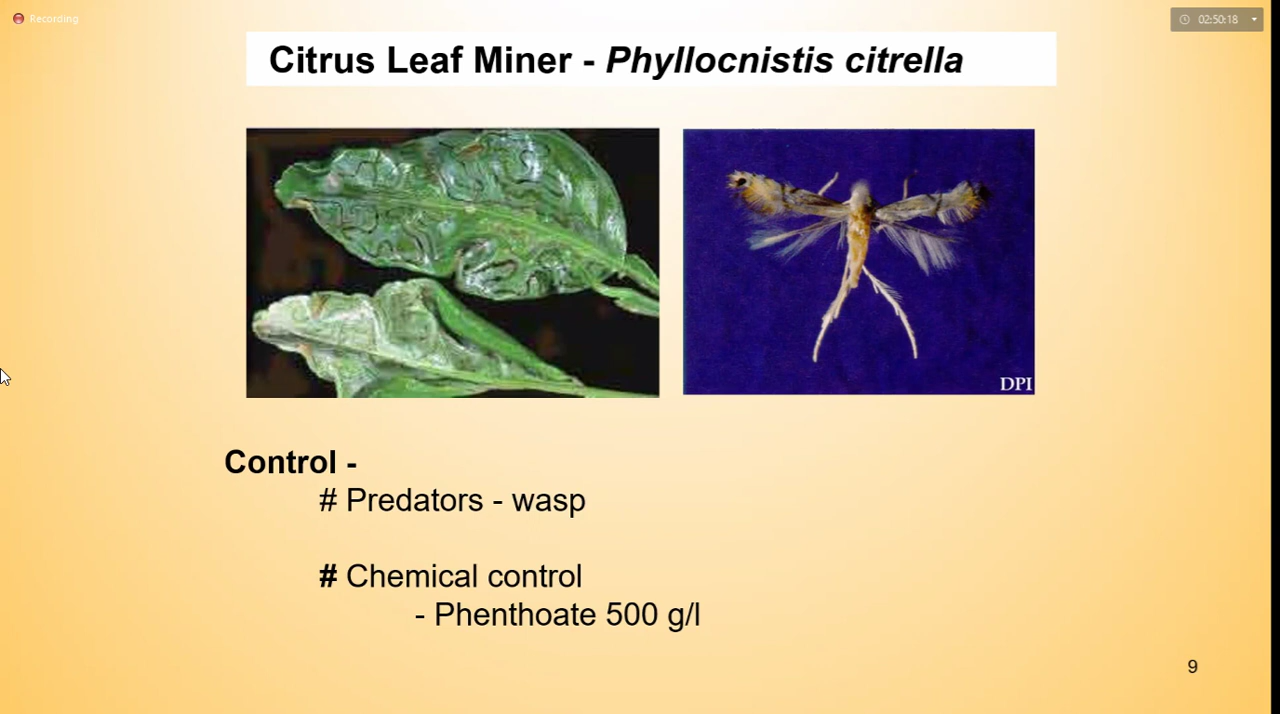 Recording
02:50:18
Citrus Leaf Miner - Phyllocnistis citrella
DPI
Control -
# Predators - wasp
# Chemical control
- Phenthoate 500 g/l
9